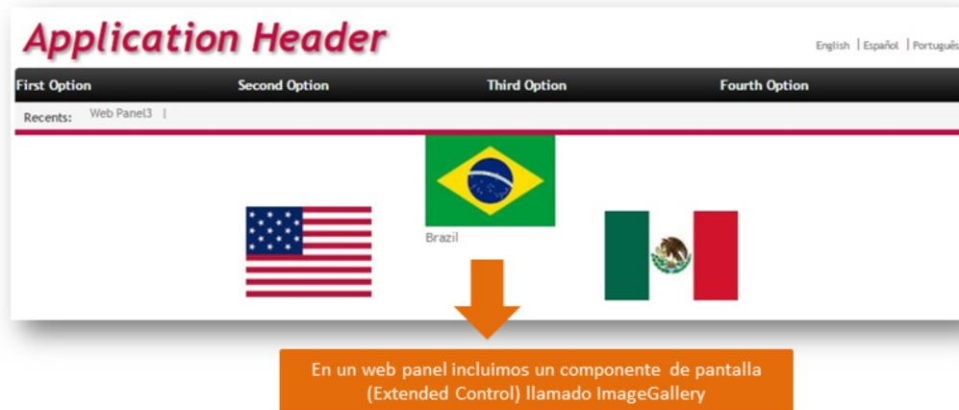 Application Header
English | Español | Português
First Option Second Option Third Option Fourth Option
Recents: Web Panel3 |
Brazil
En un web panel incluimos un componente de pantalla
(Extended Control) llamado ImageGallery